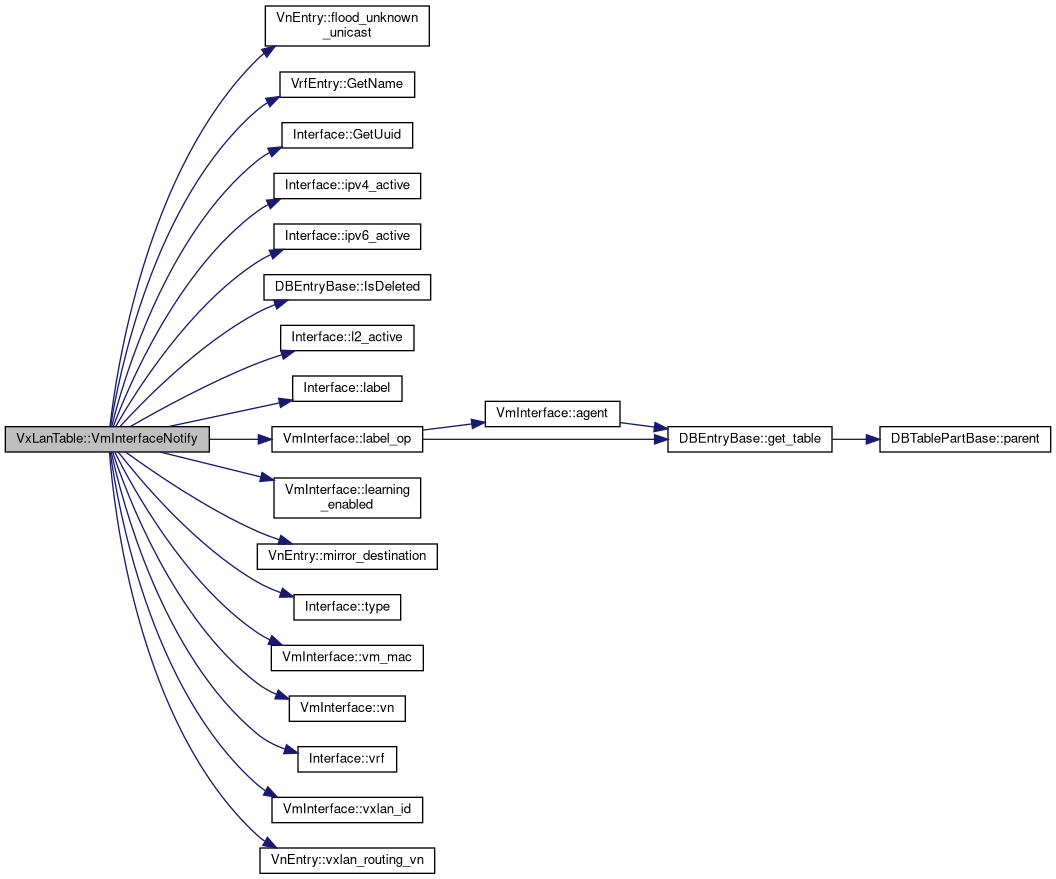 VnEntry::flood_unknown
_unicast
VrfEntry::GetName
Interface::GetUuid
Interface::ipv4_active
Interface::ipv6_active
DBEntryBase::IsDeleted
Interface::l2_active
Interface::label
VxLanTable::VmInterfaceNotify
VmInterface::label_op
VmInterface::agent
DBEntryBase::get_table
DBTablePartBase::parent
VmInterface::learning
_enabled
VnEntry::mirror_destination
Interface::type
VmInterface::vm_mac
VmInterface::vn
Interface::vrf
VmInterface::vxlan_id
VnEntry::vxlan_routing_vn